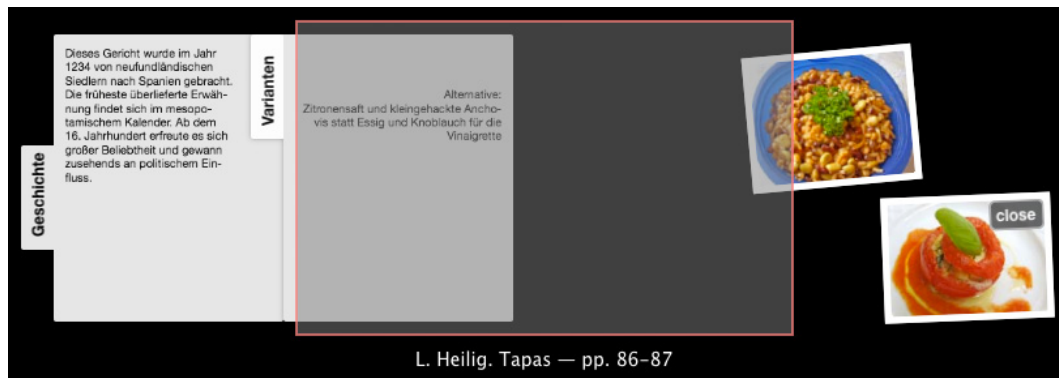 Geschichte
Dieses Gericht wurde im Jahr
1234 von neufundländischen
Siedlern nach Spanien gebracht.
Die früheste überlieferte Erwäh-
nung findet sich im mesopo-
tamischem Kalender. Ab dem
16. Jahrhundert erfreute es sich
großer Beliebtheit und gewann
zusehends an politischem Ein-
fluss.
Varianten
Alternative:
Zitronensaft und kleingehackte Ancho-
vis statt Essig und Knoblauch für die
Vinaigrette
close
L. Heilig. Tapas — pp. 86–87